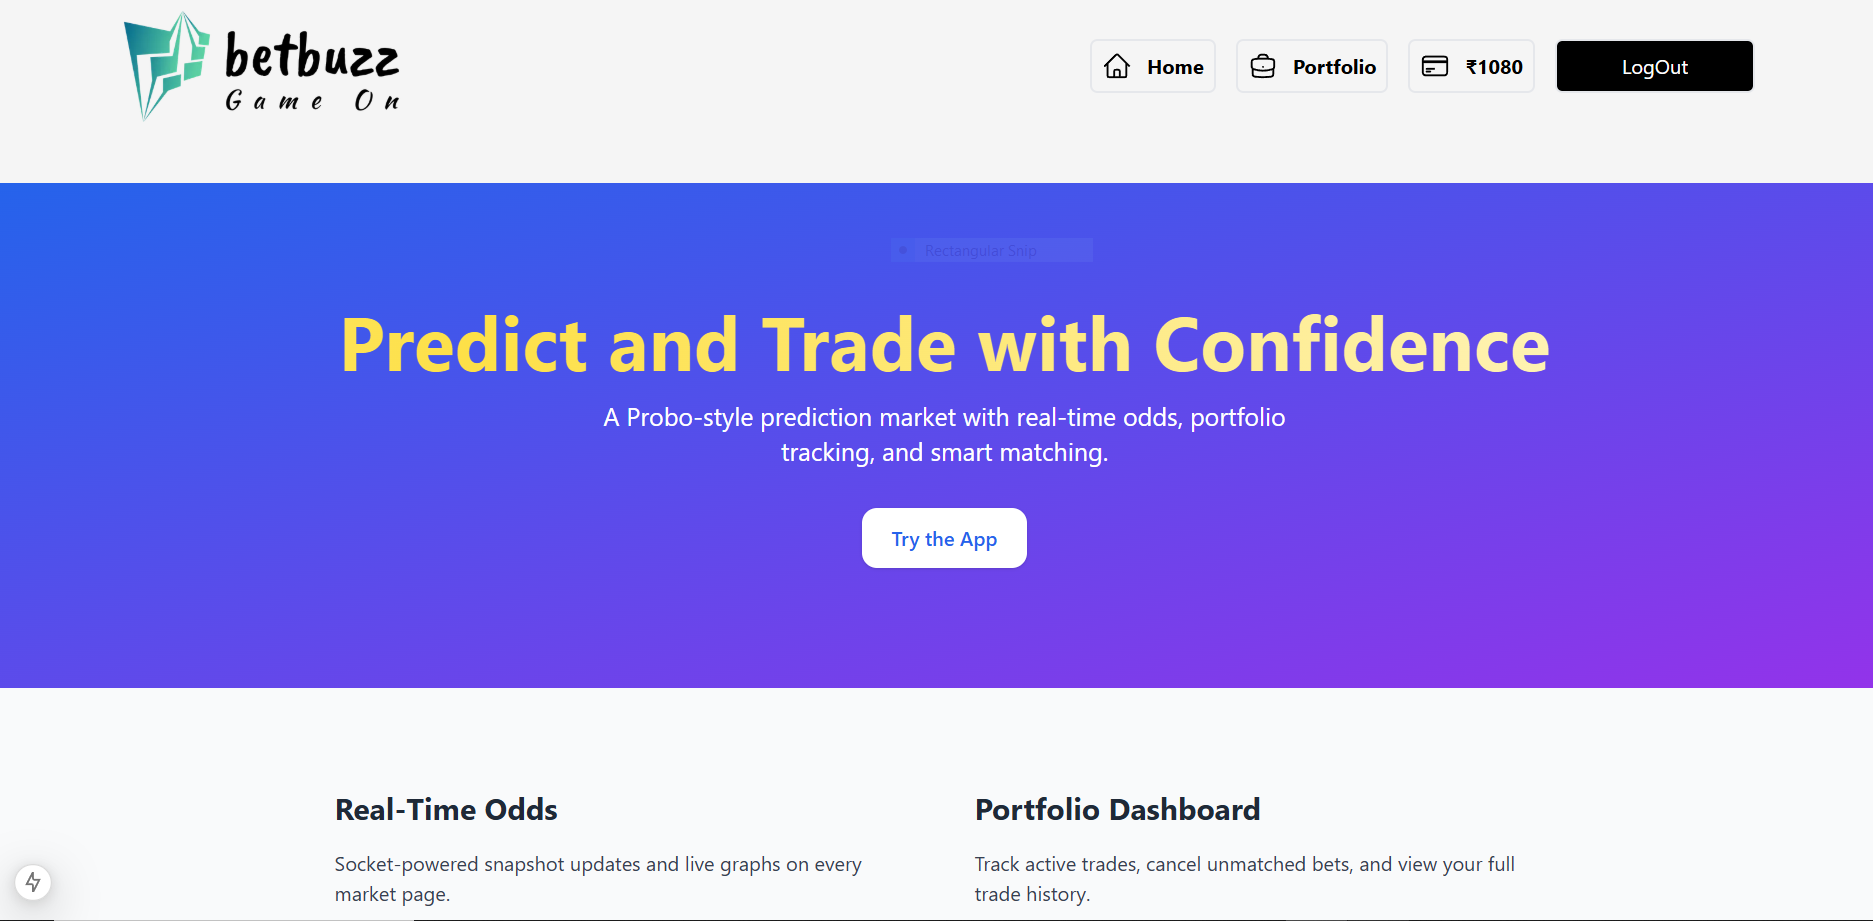 betbuzz
Game On
Home
Portfolio
₹1080
LogOut
Rectangular Snip
Predict and Trade with Confidence
A Probo-style prediction market with real-time odds, portfolio
tracking, and smart matching.
Try the App
Real-Time Odds
Socket-powered snapshot updates and live graphs on every
market page.
Portfolio Dashboard
Track active trades, cancel unmatched bets, and view your full
trade history.